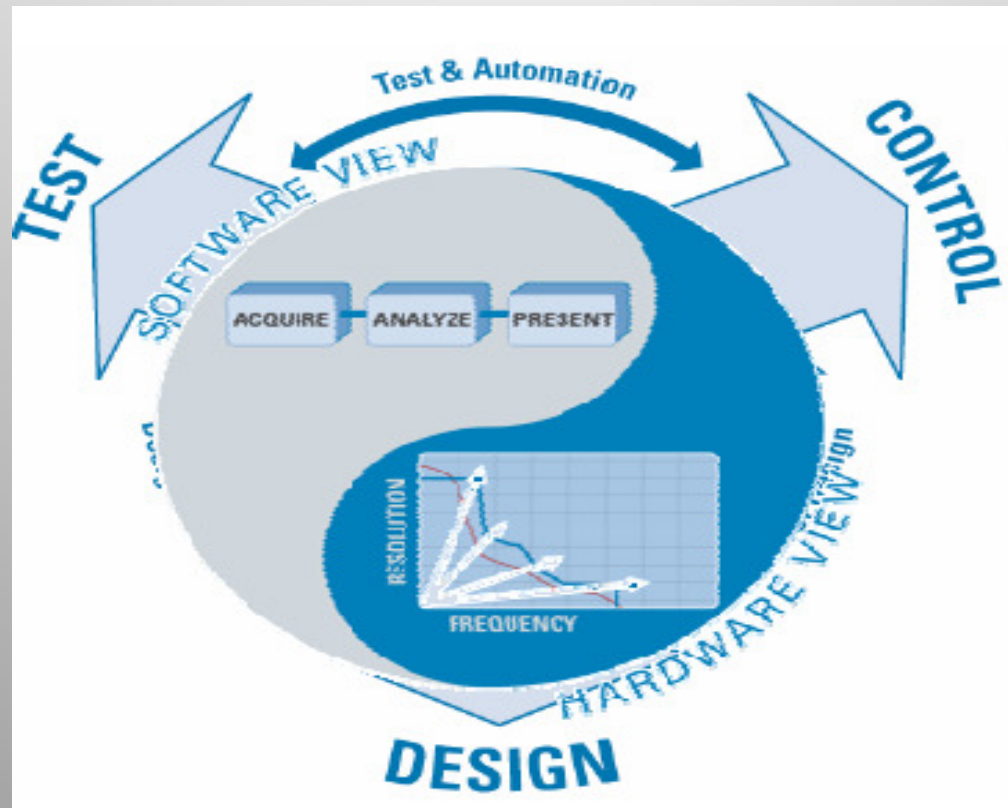 Test & Automation
TEST
CONTROL
SOFTWARE VIEW
ACQUIRE
ANALYZE
PRESENT
RESOLUTION
FREQUENCY
HARDWARE VIEW
DESIGN